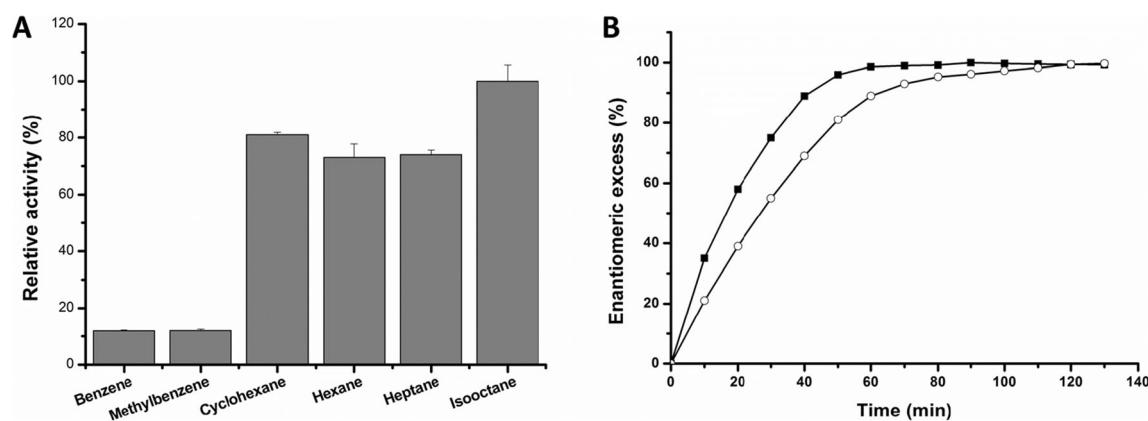 A
Relative activity (%)
120
100
80
60
40
20
0
Benzene
Methylbenzene
Cyclohexane
Hexane
Heptane
Isooctane
B
Enantiomeric excess (%)
100
80
60
40
20
0
0 20 40 60 80 100 120 140
Time (min)